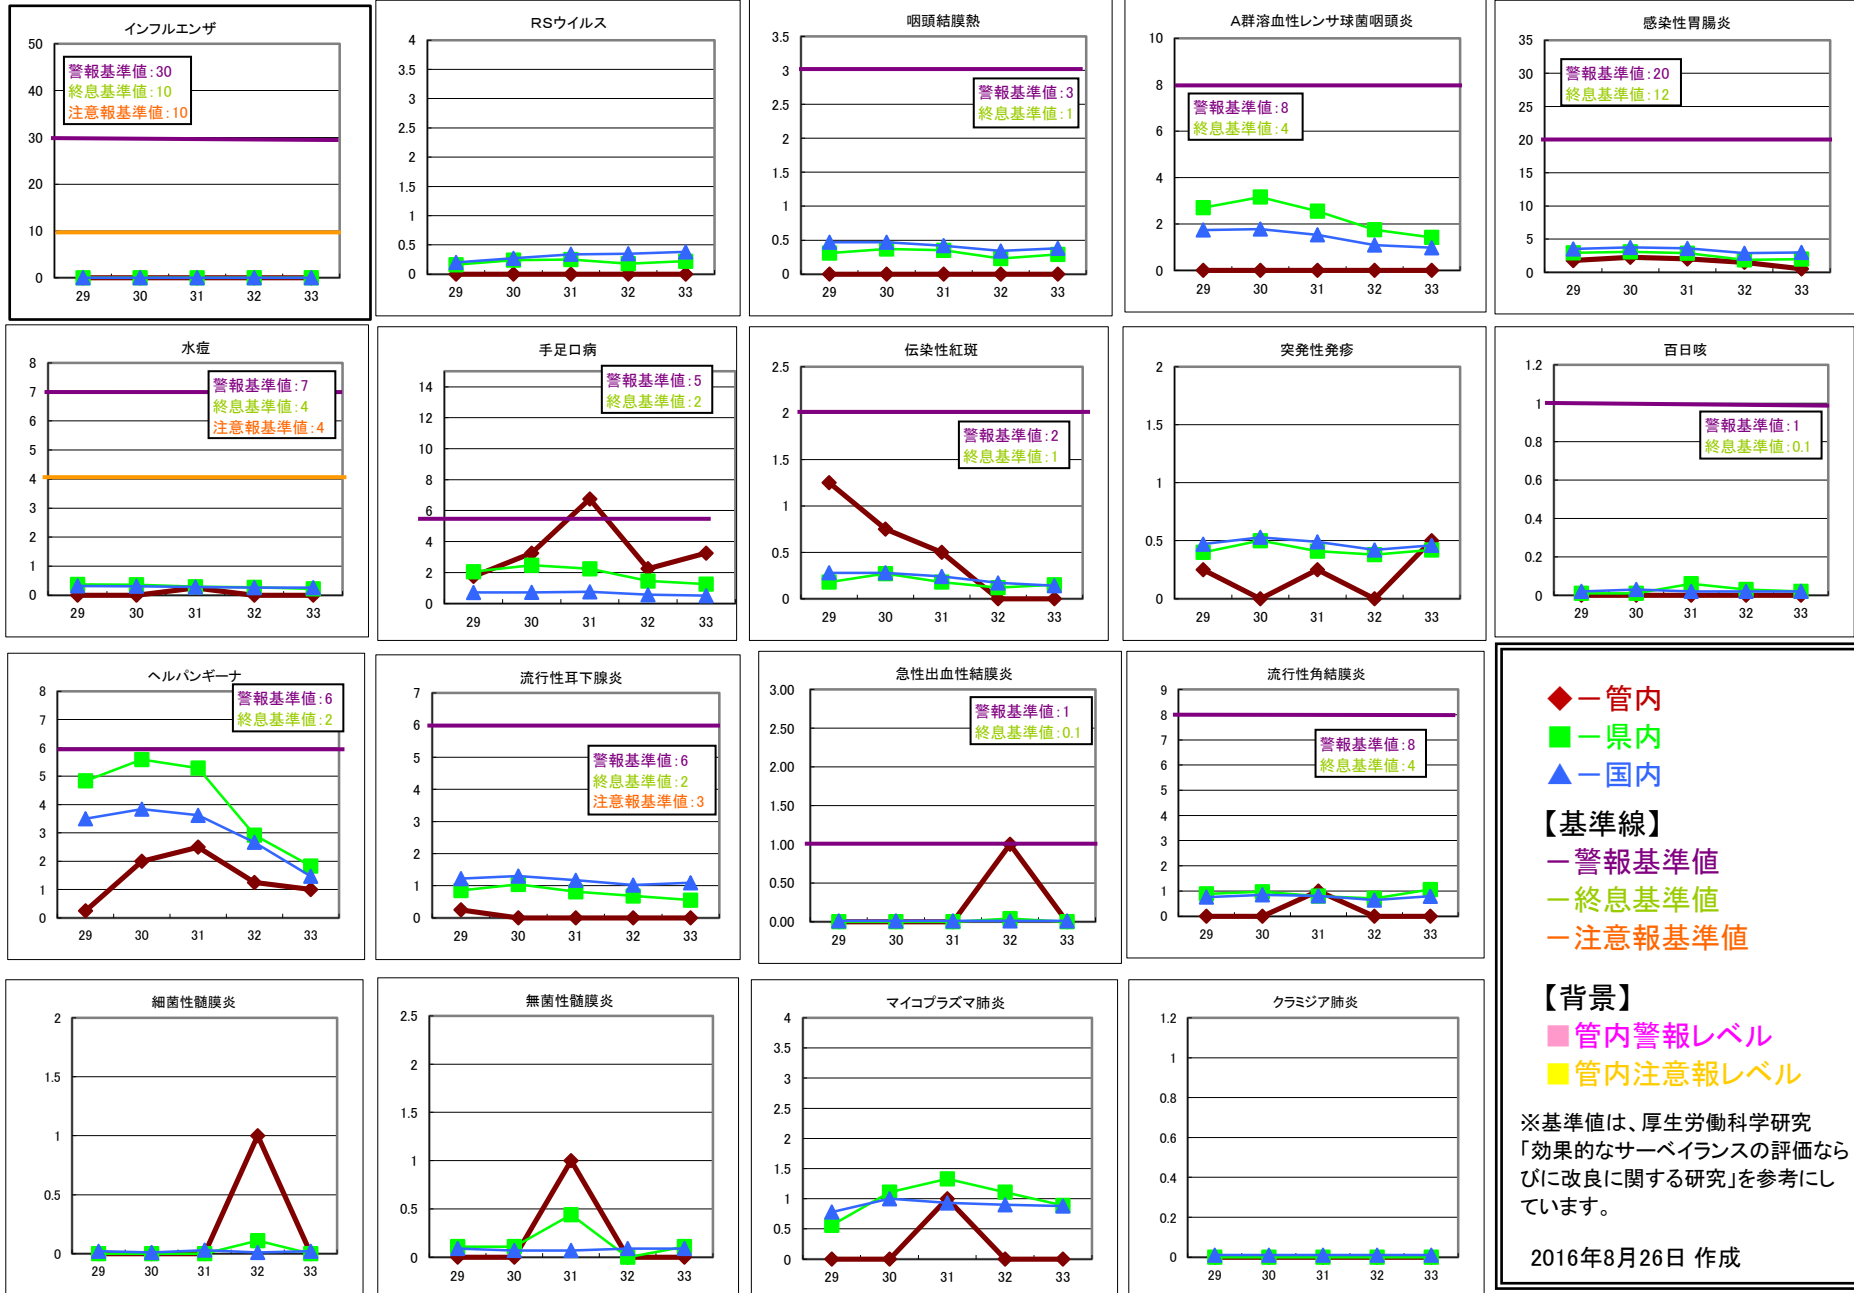 インフルエンザ
50
40
30
20
10
0
警報基準値:30
終息基準値:10
注意報基準値:10
29 30 31 32 33
RSウイルス
4
3.5
3
2.5
2
1.5
1
0.5
0
29 30 31 32 33
咽頭結膜熱
3.5
3
2.5
2
1.5
1
0.5
0
警報基準値:3
終息基準値:1
29 30 31 32 33
A群溶血性レンサ球菌咽頭炎
10
8
6
4
2
0
警報基準値:8
終息基準値:4
29 30 31 32 33
感染性胃腸炎
35
30
25
20
15
10
5
0
警報基準値:20
終息基準値:12
29 30 31 32 33
水痘
8
7
6
5
4
3
2
1
0
警報基準値:7
終息基準値:4
注意報基準値:4
29 30 31 32 33
手足口病
14
12
10
8
6
4
2
0
警報基準値:5
終息基準値:2
29 30 31 32 33
伝染性紅斑
2.5
2
1.5
1
0.5
0
警報基準値:2
終息基準値:1
29 30 31 32 33
突発性発疹
2
1.5
1
0.5
0
29 30 31 32 33
百日咳
1.2
1
0.8
0.6
0.4
0.2
0
警報基準値:1
終息基準値:0.1
29 30 31 32 33
ヘルパンギーナ
8
7
6
5
4
3
2
1
0
警報基準値:6
終息基準値:2
29 30 31 32 33
流行性耳下腺炎
7
6
5
4
3
2
1
0
警報基準値:6
終息基準値:2
注意報基準値:3
29 30 31 32 33
急性出血性結膜炎
3.00
2.50
2.00
1.50
1.00
0.50
0.00
警報基準値:1
終息基準値:0.1
29 30 31 32 33
流行性角結膜炎
9
8
7
6
5
4
3
2
1
0
警報基準値:8
終息基準値:4
29 30 31 32 33
細菌性髄膜炎
2
1.5
1
0.5
0
29 30 31 32 33
無菌性髄膜炎
2.5
2
1.5
1
0.5
0
29 30 31 32 33
マイコプラズマ肺炎
4
3.5
3
2.5
2
1.5
1
0.5
0
29 30 31 32 33
クラミジア肺炎
1.2
1
0.8
0.6
0.4
0.2
0
29 30 31 32 33
◆－管内
■－県内
▲－国内
【基準線】
－警報基準値
－終息基準値
－注意報基準値
【背景】
■管内警報レベル
■管内注意報レベル
※基準値は、厚生労働科学研究
「効果的なサーベイランスの評価なら
びに改良に関する研究」を参考にし
ています。
2016年8月26日 作成